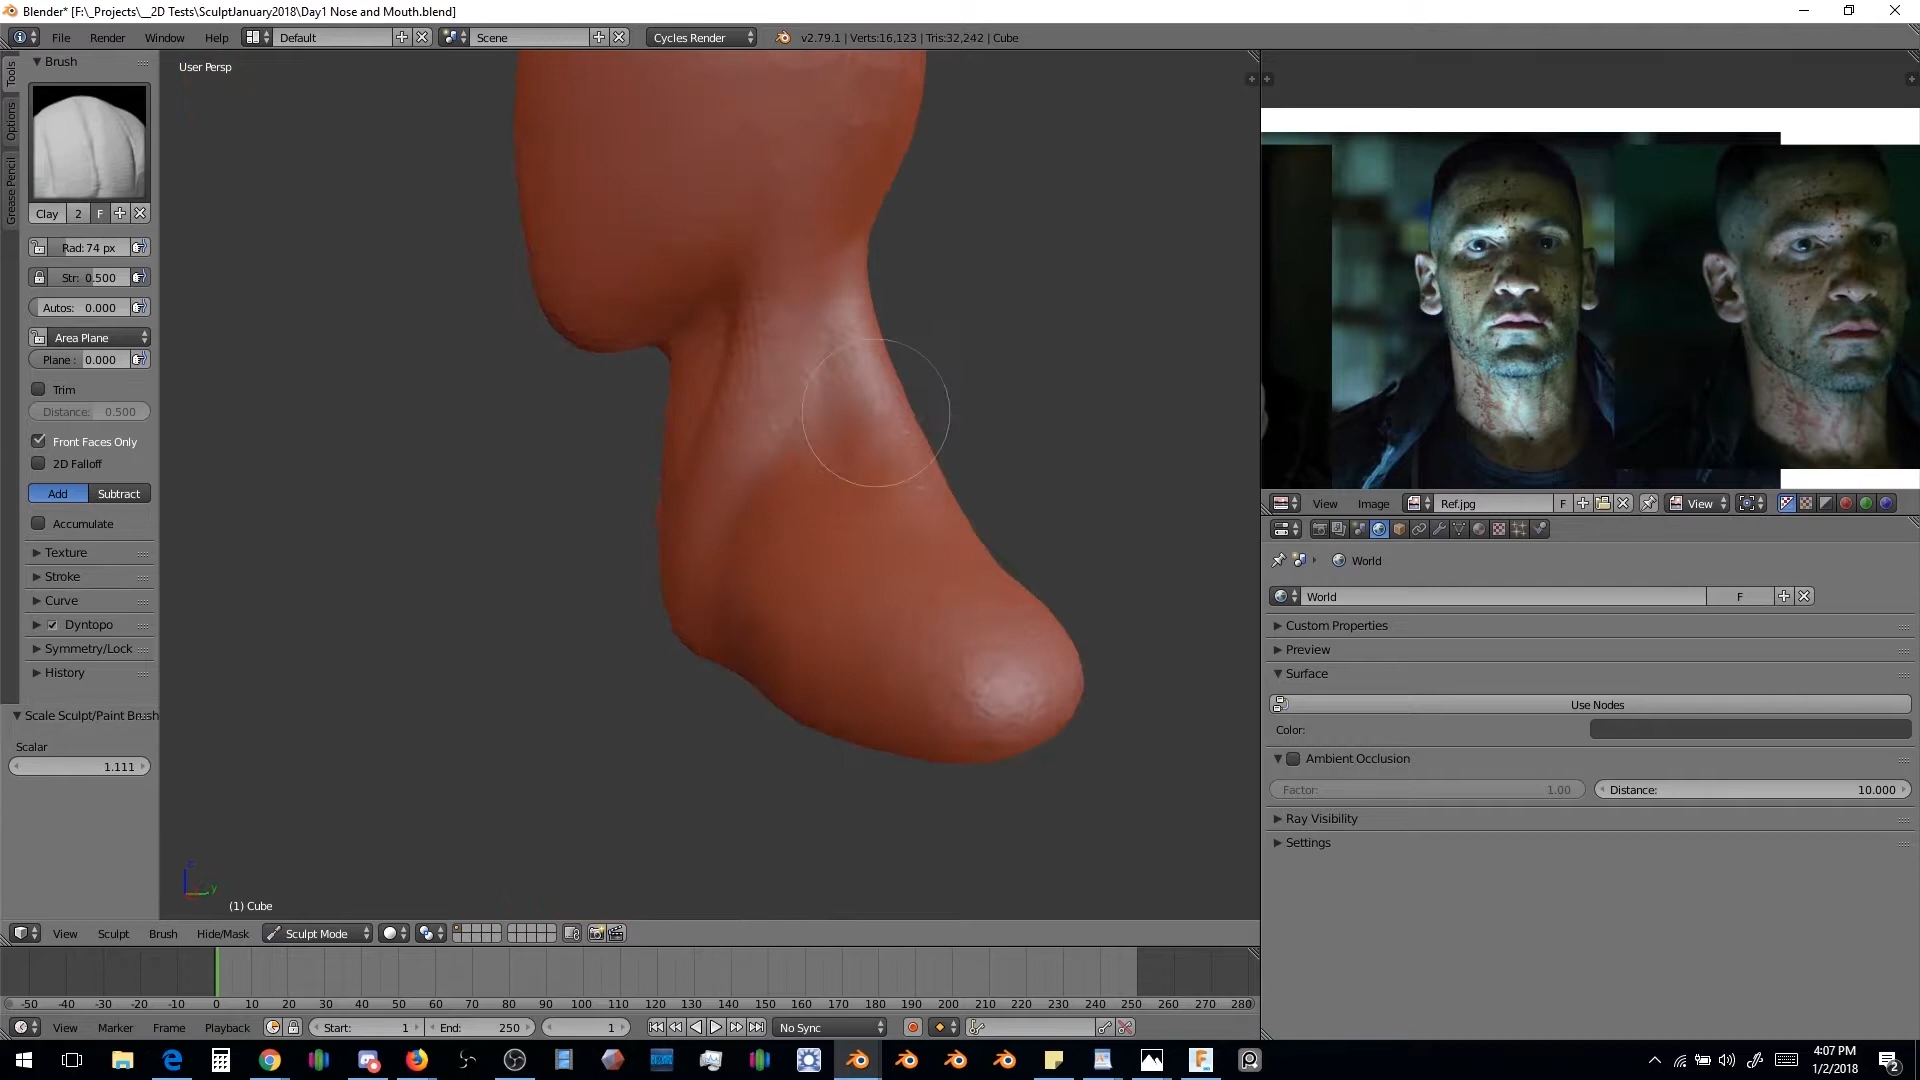 Blender* [F:\_Projects\__2D Tests\SculptJanuary2018\Day1 Nose and Mouth.blend]
File Render Window Help Default Scene Cycles Render v2.79.1 | Verts:16,123 | Tris:32,242 | Cube
Tools
Options
Grease Pencil
Brush
Clay 2 F
Rad: 74 px
Str: 0.500
Autos: 0.000
Area Plane
Plane : 0.000
Trim
Distance: 0.500
Front Faces Only
2D Falloff
Add Subtract
Accumulate
Texture
Stroke
Curve
Dyntopo
Symmetry/Lock
History
Scale Sculpt/Paint Brush
Scalar
1.111
User Persp
z
y
(1) Cube
View Sculpt Brush Hide/Mask Sculpt Mode
-50 -40 -30 -20 -10 0 10 20 30 40 50 60 70 80 90 100 110 120 130 140 150 160 170 180 190 200 210 220 230 240 250 260 270 280
View Marker Frame Playback Start: 1 End: 250 1 No Sync
View Image Ref.jpg F View
World
World F
Custom Properties
Preview
Surface
Use Nodes
Color:
Ambient Occlusion
Factor: 1.00 Distance: 10.000
Ray Visibility
Settings
4:07 PM
1/2/2018
2